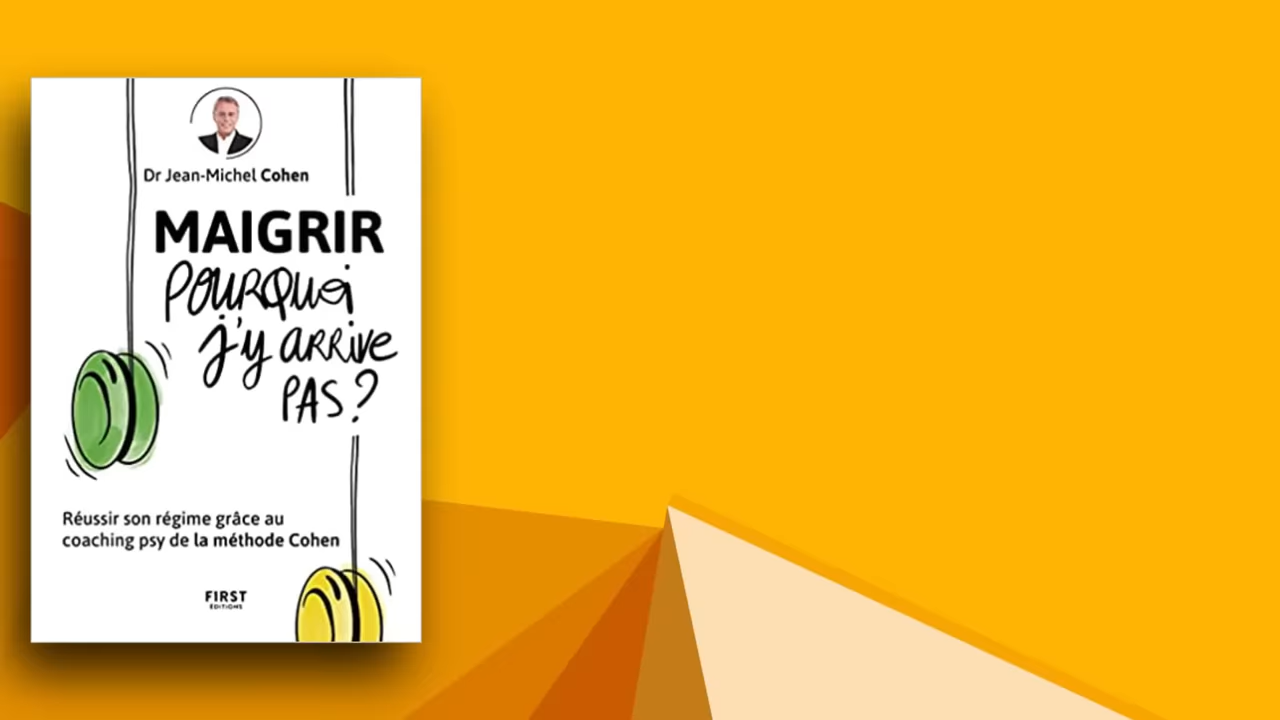 Dr Jean-Michel Cohen
MAIGRIR
POURQUOI
j'y ARRIVE
PAS ?
Réussir son régime grâce au
coaching psy de la méthode Cohen
FIRST
ÉDITIONS